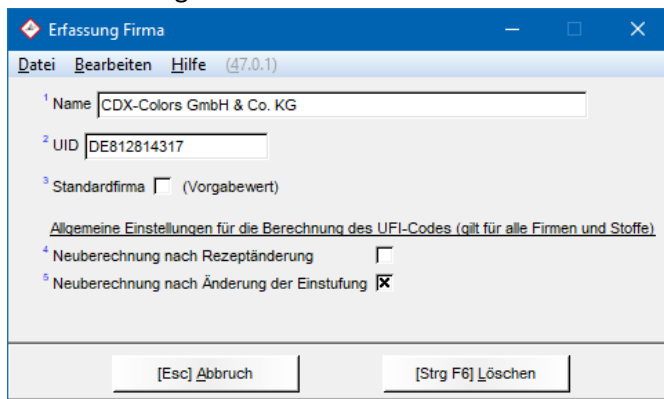 Erfassung Firma
Datei Bearbeiten Hilfe (47.0.1)
1 Name CDX-Colors GmbH & Co. KG
2 UID DE812814317
3 Standardfirma (Vorgabewert)
Allgemeine Einstellungen für die Berechnung des UFI-Codes (gilt für alle Firmen und Stoffe)
4 Neuberechnung nach Rezeptänderung
5 Neuberechnung nach Änderung der Einstufung
[Esc] Abbruch [Strg F6] Löschen